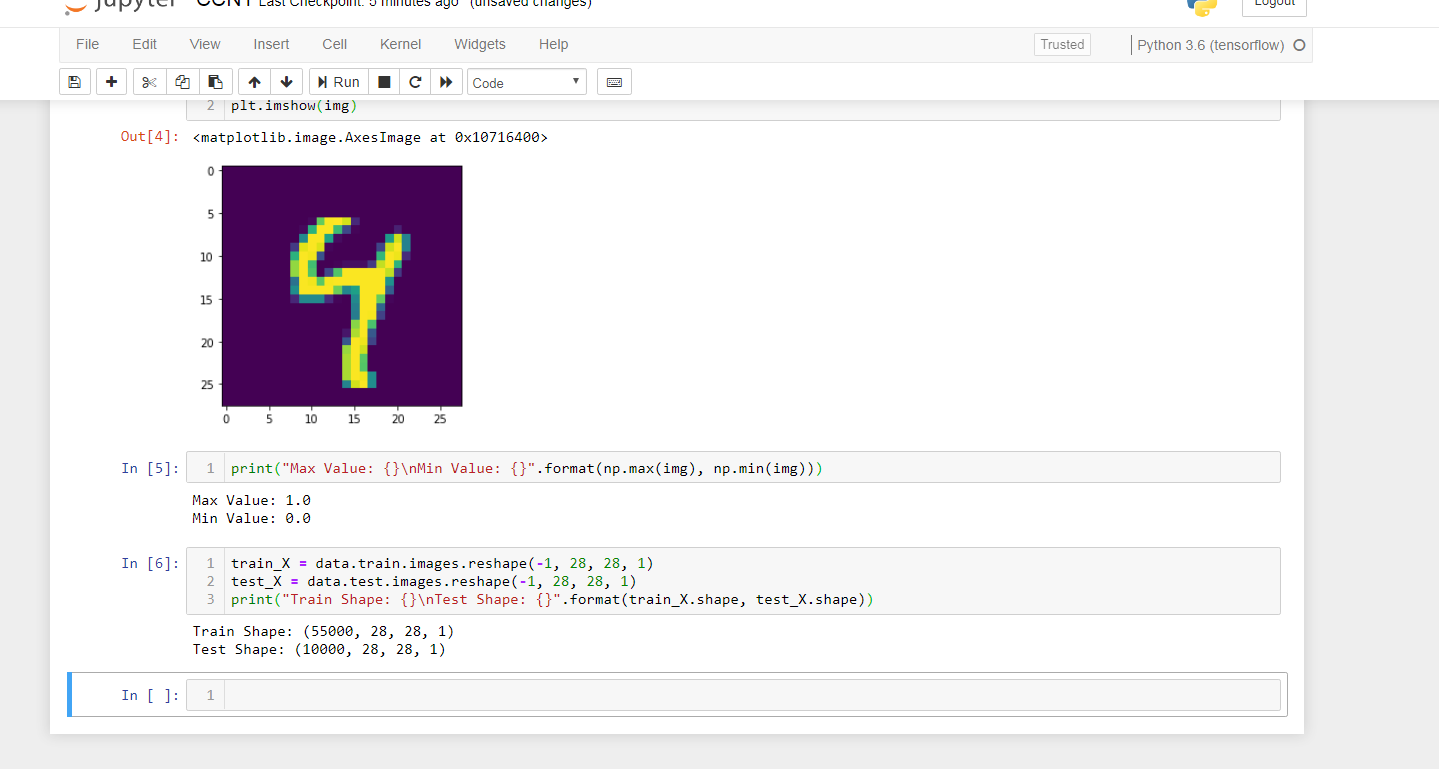 Last Checkpoint: 5 minutes ago (unsaved changes)
Logout
File Edit View Insert Cell Kernel Widgets Help
Trusted
Python 3.6 (tensorflow)
Run
Code
2 plt.imshow(img)
Out[4]: <matplotlib.image.AxesImage at 0x10716400>
0
5
10
15
20
25
0 5 10 15 20 25
In [5]: 1 print("Max Value: {}\nMin Value: {}".format(np.max(img), np.min(img)))
Max Value: 1.0
Min Value: 0.0
In [6]: 1 train_X = data.train.images.reshape(-1, 28, 28, 1)
2 test_X = data.test.images.reshape(-1, 28, 28, 1)
3 print("Train Shape: {}\nTest Shape: {}".format(train_X.shape, test_X.shape))
Train Shape: (55000, 28, 28, 1)
Test Shape: (10000, 28, 28, 1)
In [ ]: 1